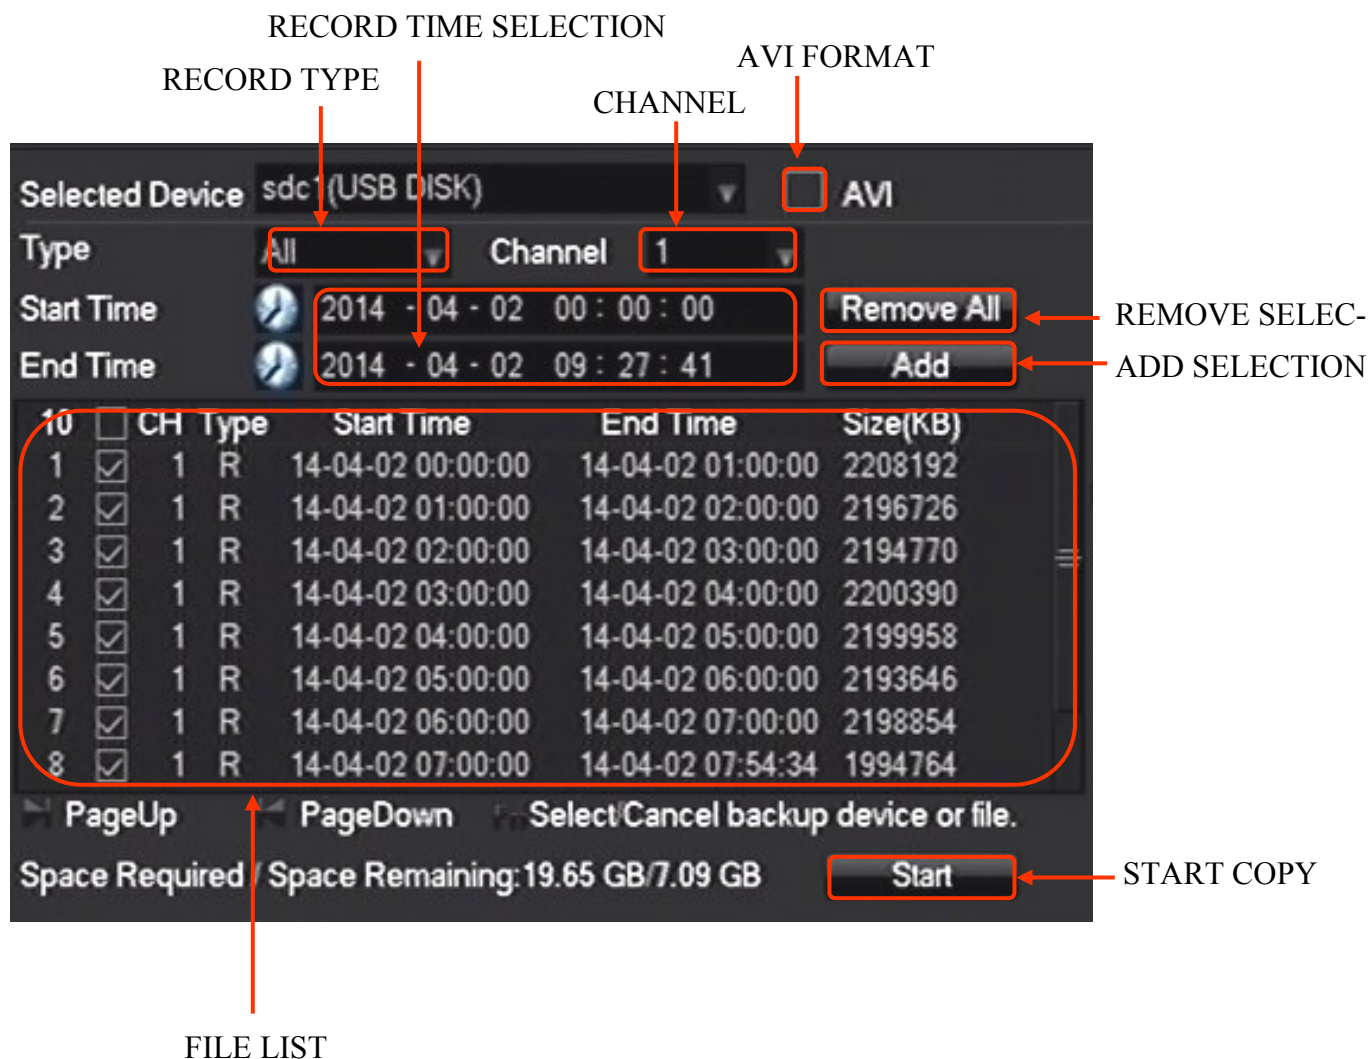 RECORD TIME SELECTION
AVI FORMAT
RECORD TYPE
CHANNEL
Selected Device sdc1(USB DISK) AVI
Type All Channel 1
Start Time 2014 - 04 - 02 00 : 00 : 00 Remove All REMOVE SELEC-
End Time 2014 - 04 - 02 09 : 27 : 41 Add ADD SELECTION
10 CH Type Start Time End Time Size(KB)
1 1 R 14-04-02 00:00:00 14-04-02 01:00:00 2208192
2 1 R 14-04-02 01:00:00 14-04-02 02:00:00 2196726
3 1 R 14-04-02 02:00:00 14-04-02 03:00:00 2194770
4 1 R 14-04-02 03:00:00 14-04-02 04:00:00 2200390
5 1 R 14-04-02 04:00:00 14-04-02 05:00:00 2199958
6 1 R 14-04-02 05:00:00 14-04-02 06:00:00 2193646
7 1 R 14-04-02 06:00:00 14-04-02 07:00:00 2198854
8 1 R 14-04-02 07:00:00 14-04-02 07:54:34 1994764
PageUp PageDown Fn Select/Cancel backup device or file.
Space Required / Space Remaining:19.65 GB/7.09 GB Start START COPY
FILE LIST